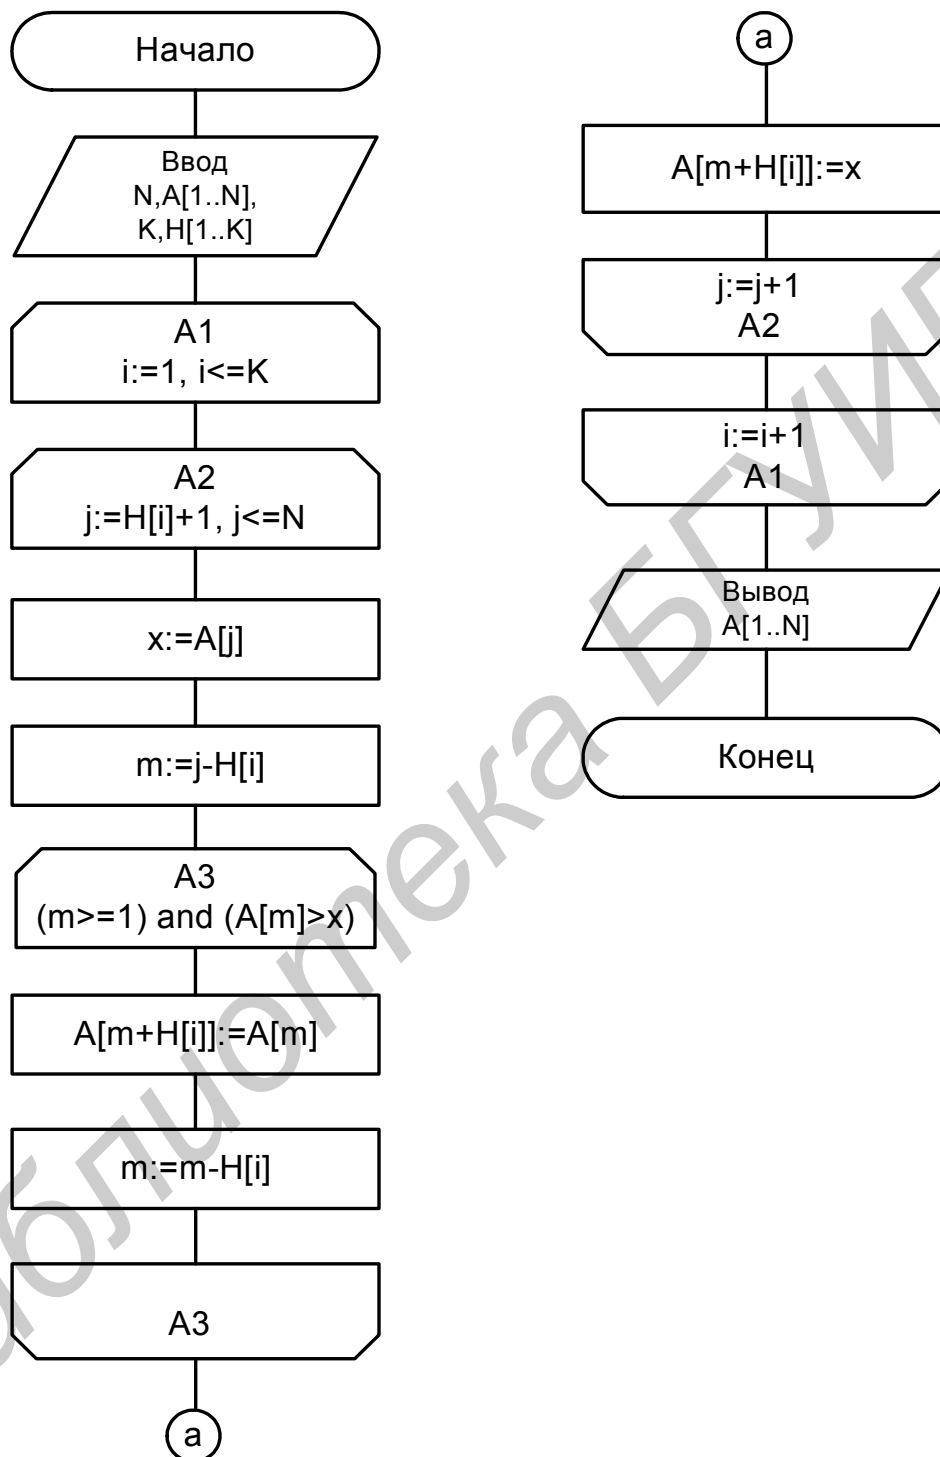 Начало
Ввод
N,A[1..N],
K,H[1..K]
A1
i:=1, i<=K
A2
j:=H[i]+1, j<=N
x:=A[j]
m:=j-H[i]
A3
(m>=1) and (A[m]>x)
A[m+H[i]]:=A[m]
m:=m-H[i]
A3
a
a
A[m+H[i]]:=x
j:=j+1
A2
i:=i+1
A1
Вывод
A[1..N]
Конец